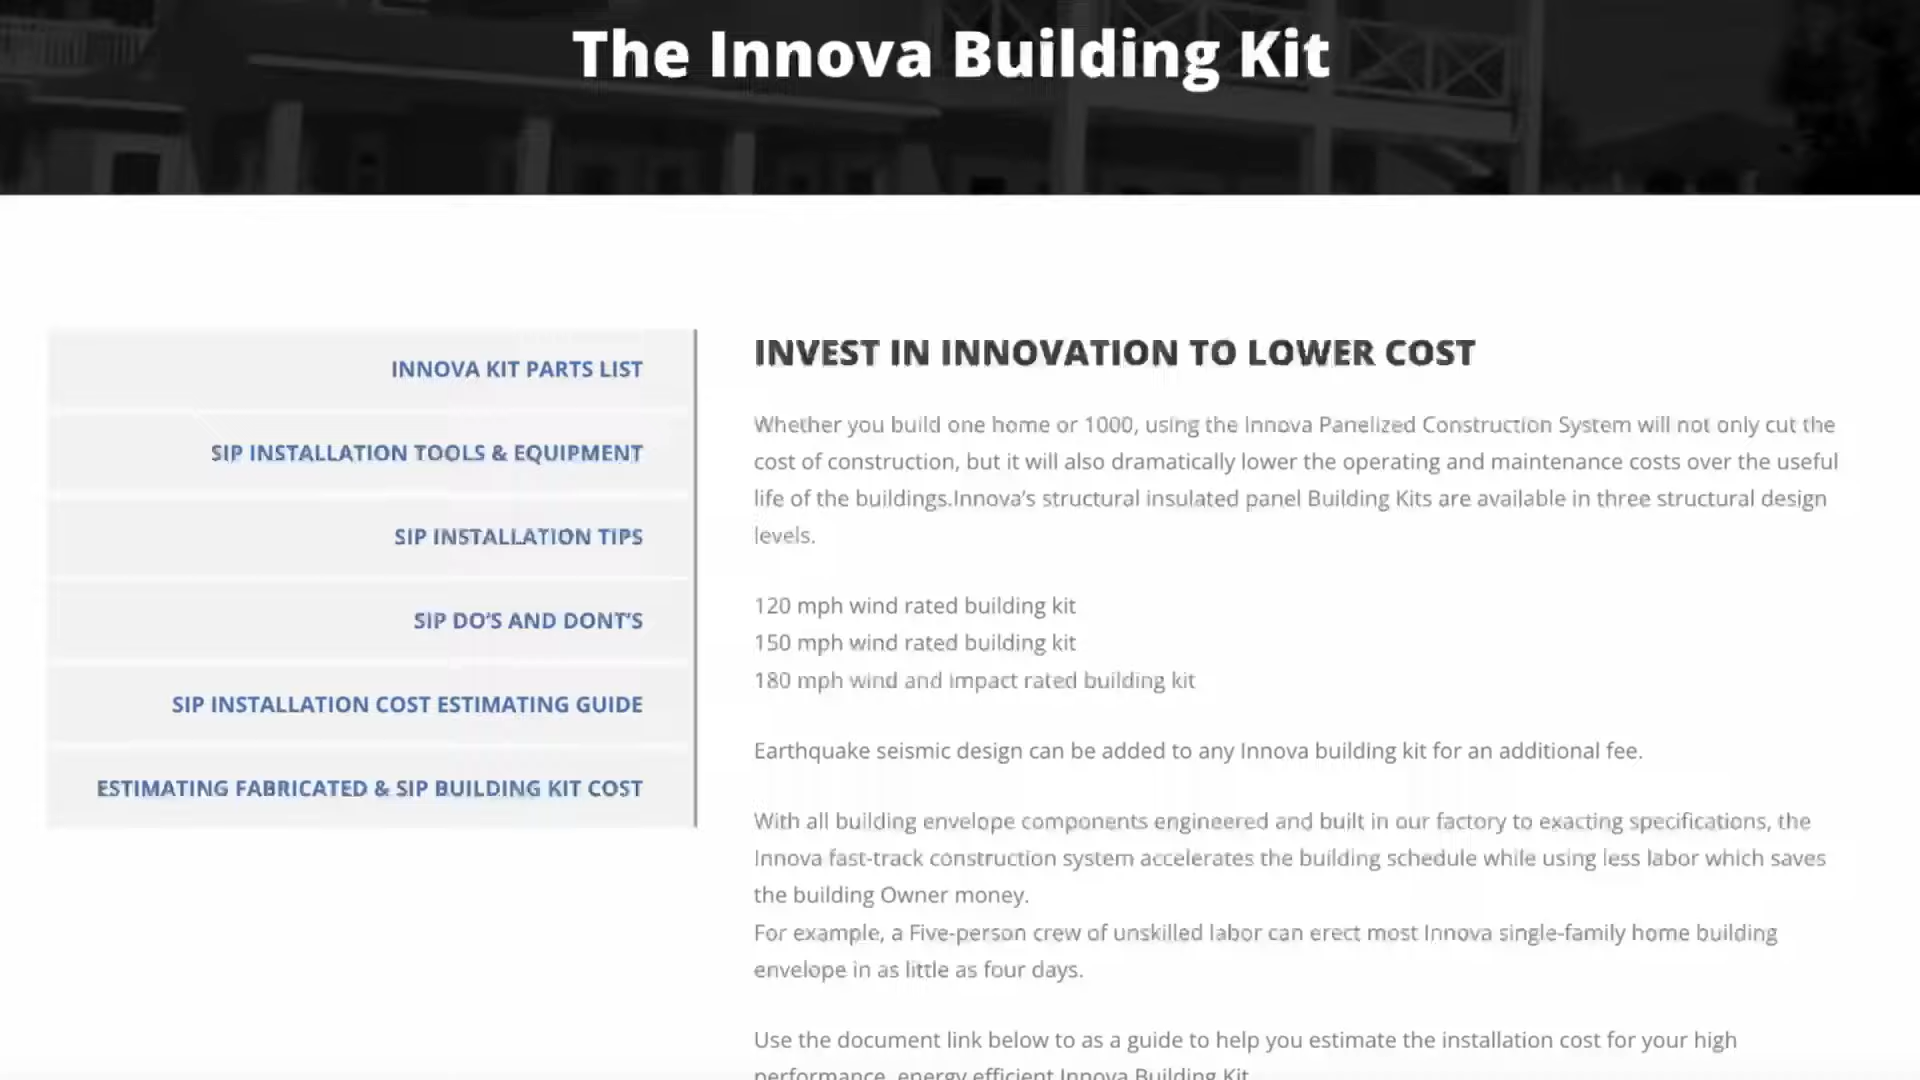 The Innova Building Kit
INNOVA KIT PARTS LIST
SIP INSTALLATION TOOLS & EQUIPMENT
SIP INSTALLATION TIPS
SIP DO'S AND DONT'S
SIP INSTALLATION COST ESTIMATING GUIDE
ESTIMATING FABRICATED & SIP BUILDING KIT COST
INVEST IN INNOVATION TO LOWER COST
Whether you build one home or 1000, using the Innova Panelized Construction System will not only cut the
cost of construction, but it will also dramatically lower the operating and maintenance costs over the useful
life of the buildings.Innova's structural insulated panel Building Kits are available in three structural design
levels.
120 mph wind rated building kit
150 mph wind rated building kit
180 mph wind and impact rated building kit
Earthquake seismic design can be added to any Innova building kit for an additional fee.
With all building envelope components engineered and built in our factory to exacting specifications, the
Innova fast-track construction system accelerates the building schedule while using less labor which saves
the building Owner money.
For example, a Five-person crew of unskilled labor can erect most Innova single-family home building
envelope in as little as four days.
Use the document link below to as a guide to help you estimate the installation cost for your high
performance, energy efficient Innova Building Kit